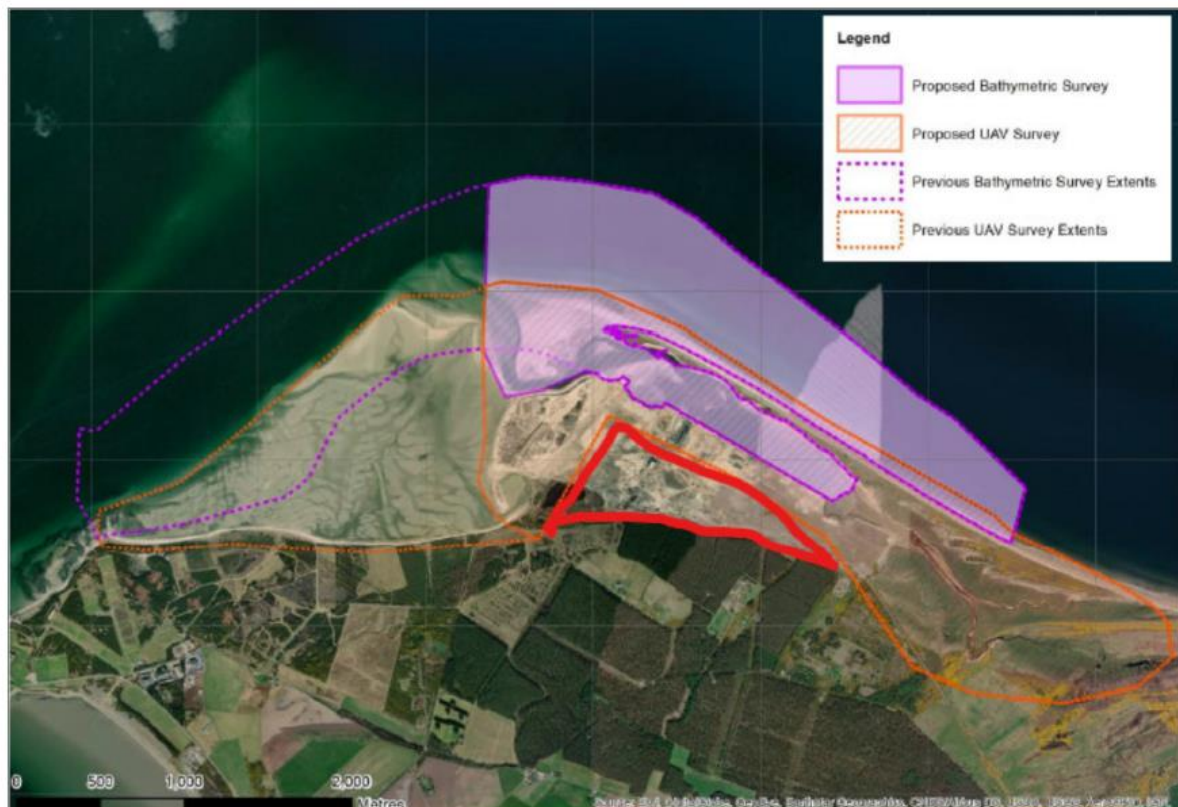 Legend
Proposed Bathymetric Survey
Proposed UAV Survey
Previous Bathymetric Survey Extents
Previous UAV Survey Extents
0 500 1,000 2,000
Metres